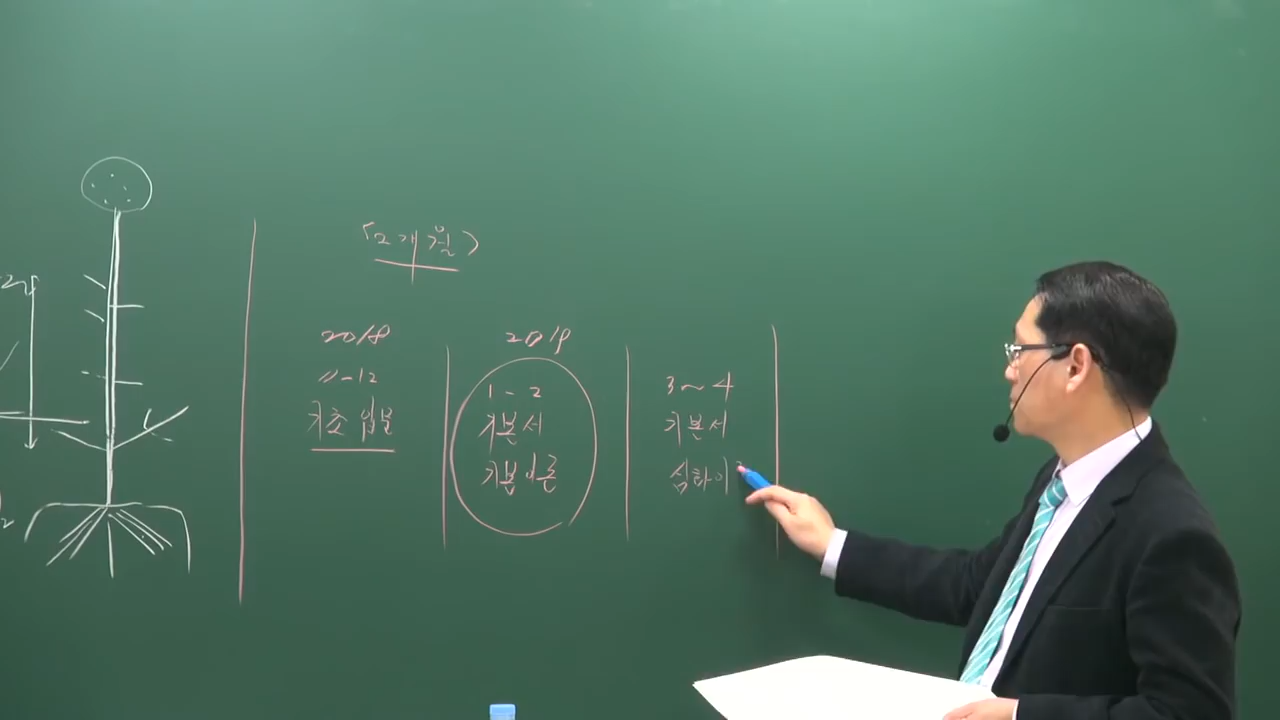 「2개월」
2018
11-12
기초입문
2019
1 - 2
기본서
기본이론
3 ~ 4
기본서
심화이